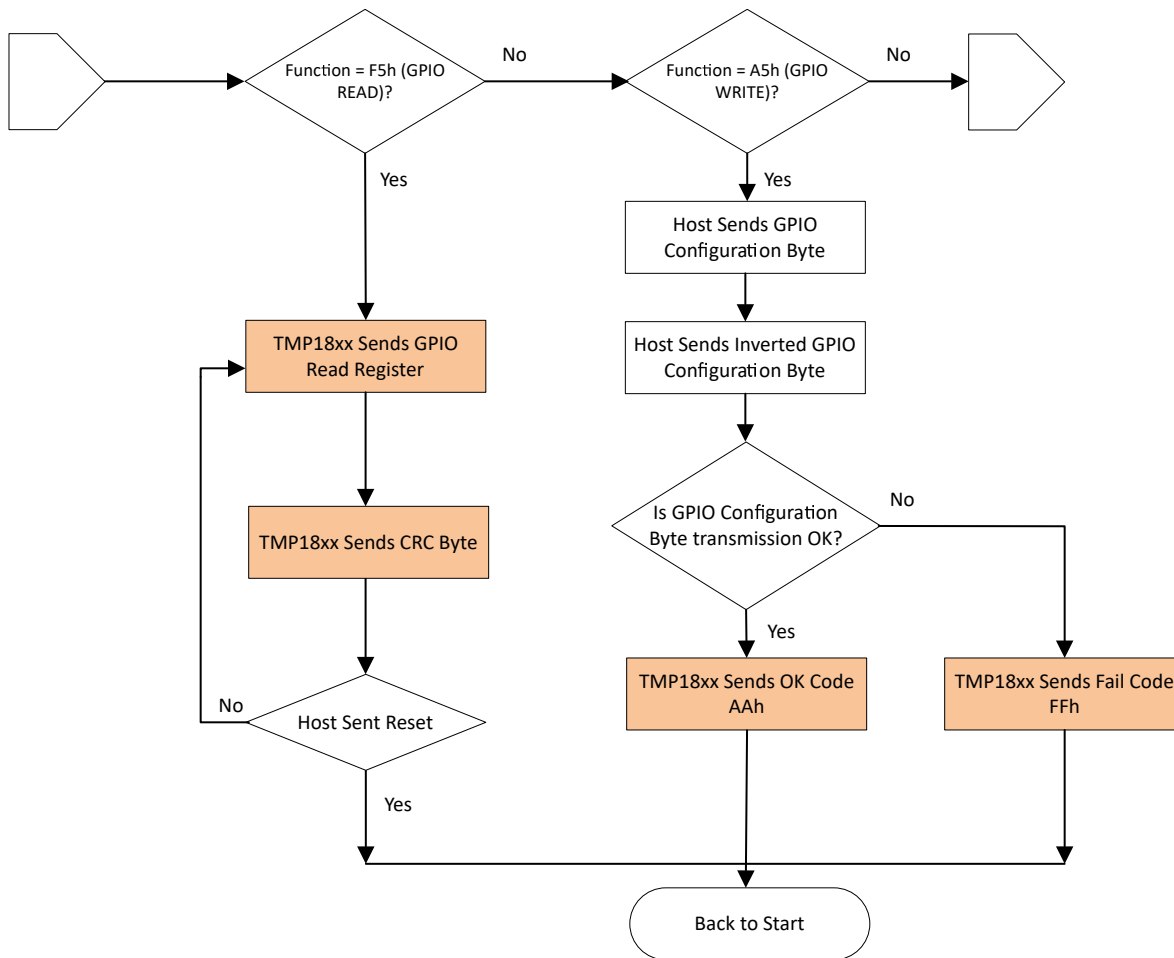 Function = F5h (GPIO
READ)?
No
Function = A5h (GPIO
WRITE)?
No
Yes
Yes
Host Sends GPIO
Configuration Byte
TMP18xx Sends GPIO
Read Register
Host Sends Inverted GPIO
Configuration Byte
TMP18xx Sends CRC Byte
Is GPIO Configuration
Byte transmission OK?
No
Yes
No
Host Sent Reset
TMP18xx Sends OK Code
AAh
TMP18xx Sends Fail Code
FFh
Yes
Back to Start